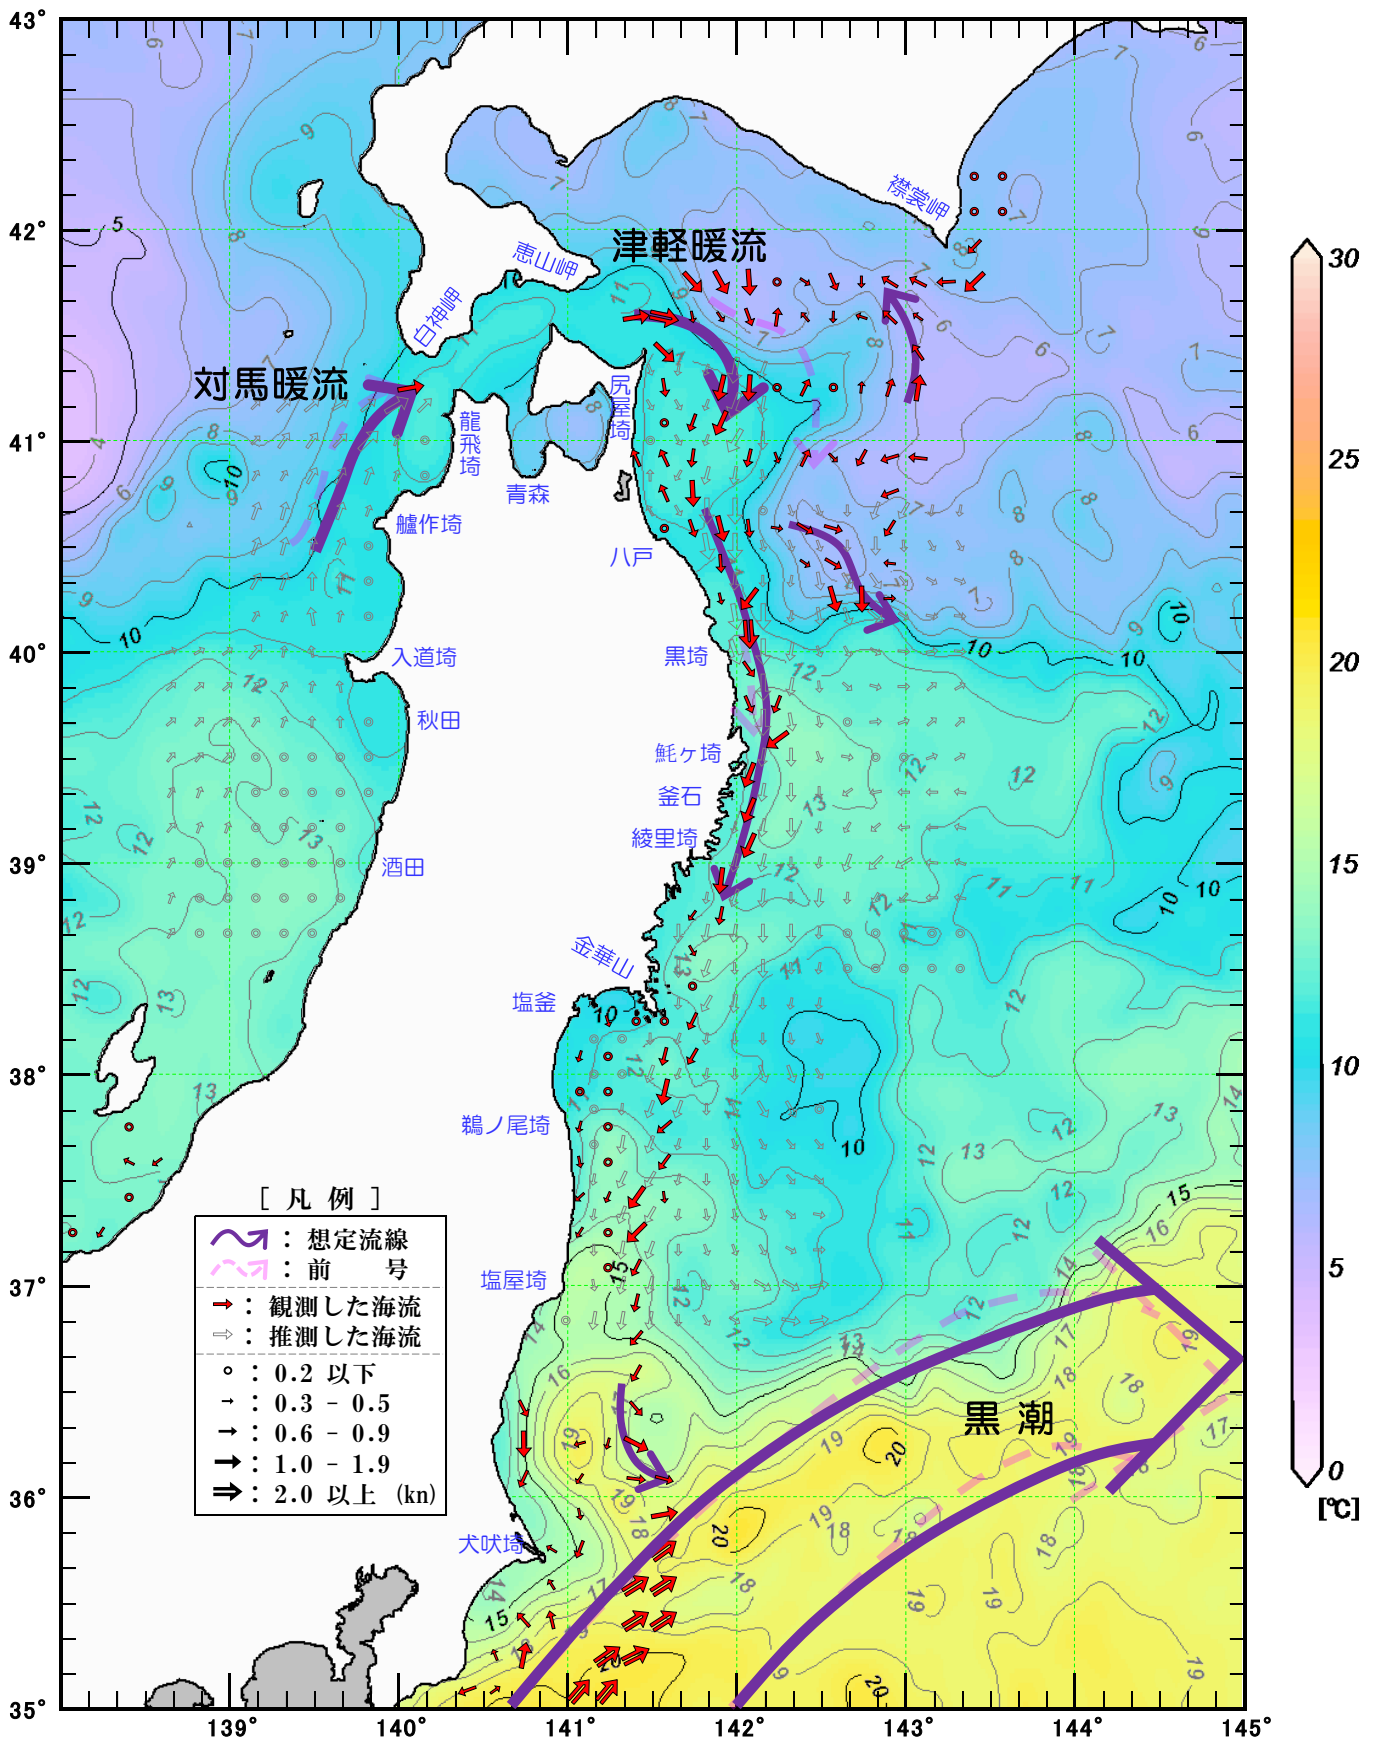 43°
42°
41°
40°
39°
38°
37°
36°
35°
139°
140°
141°
142°
143°
144°
145°
津軽暖流
対馬暖流
黒潮
襟裳岬
恵山岬
白神岬
龍飛埼
尻屋埼
青森
艫作埼
八戸
入道埼
黒埼
秋田
魹ヶ埼
釜石
綾里埼
酒田
金華山
塩釜
鵜ノ尾埼
塩屋埼
犬吠埼
[ 凡 例 ]
: 想定流線
: 前 号
: 観測した海流
: 推測した海流
: 0.2 以下
: 0.3 - 0.5
: 0.6 - 0.9
: 1.0 - 1.9
: 2.0 以上 (kn)
30
25
20
15
10
5
0
[℃]